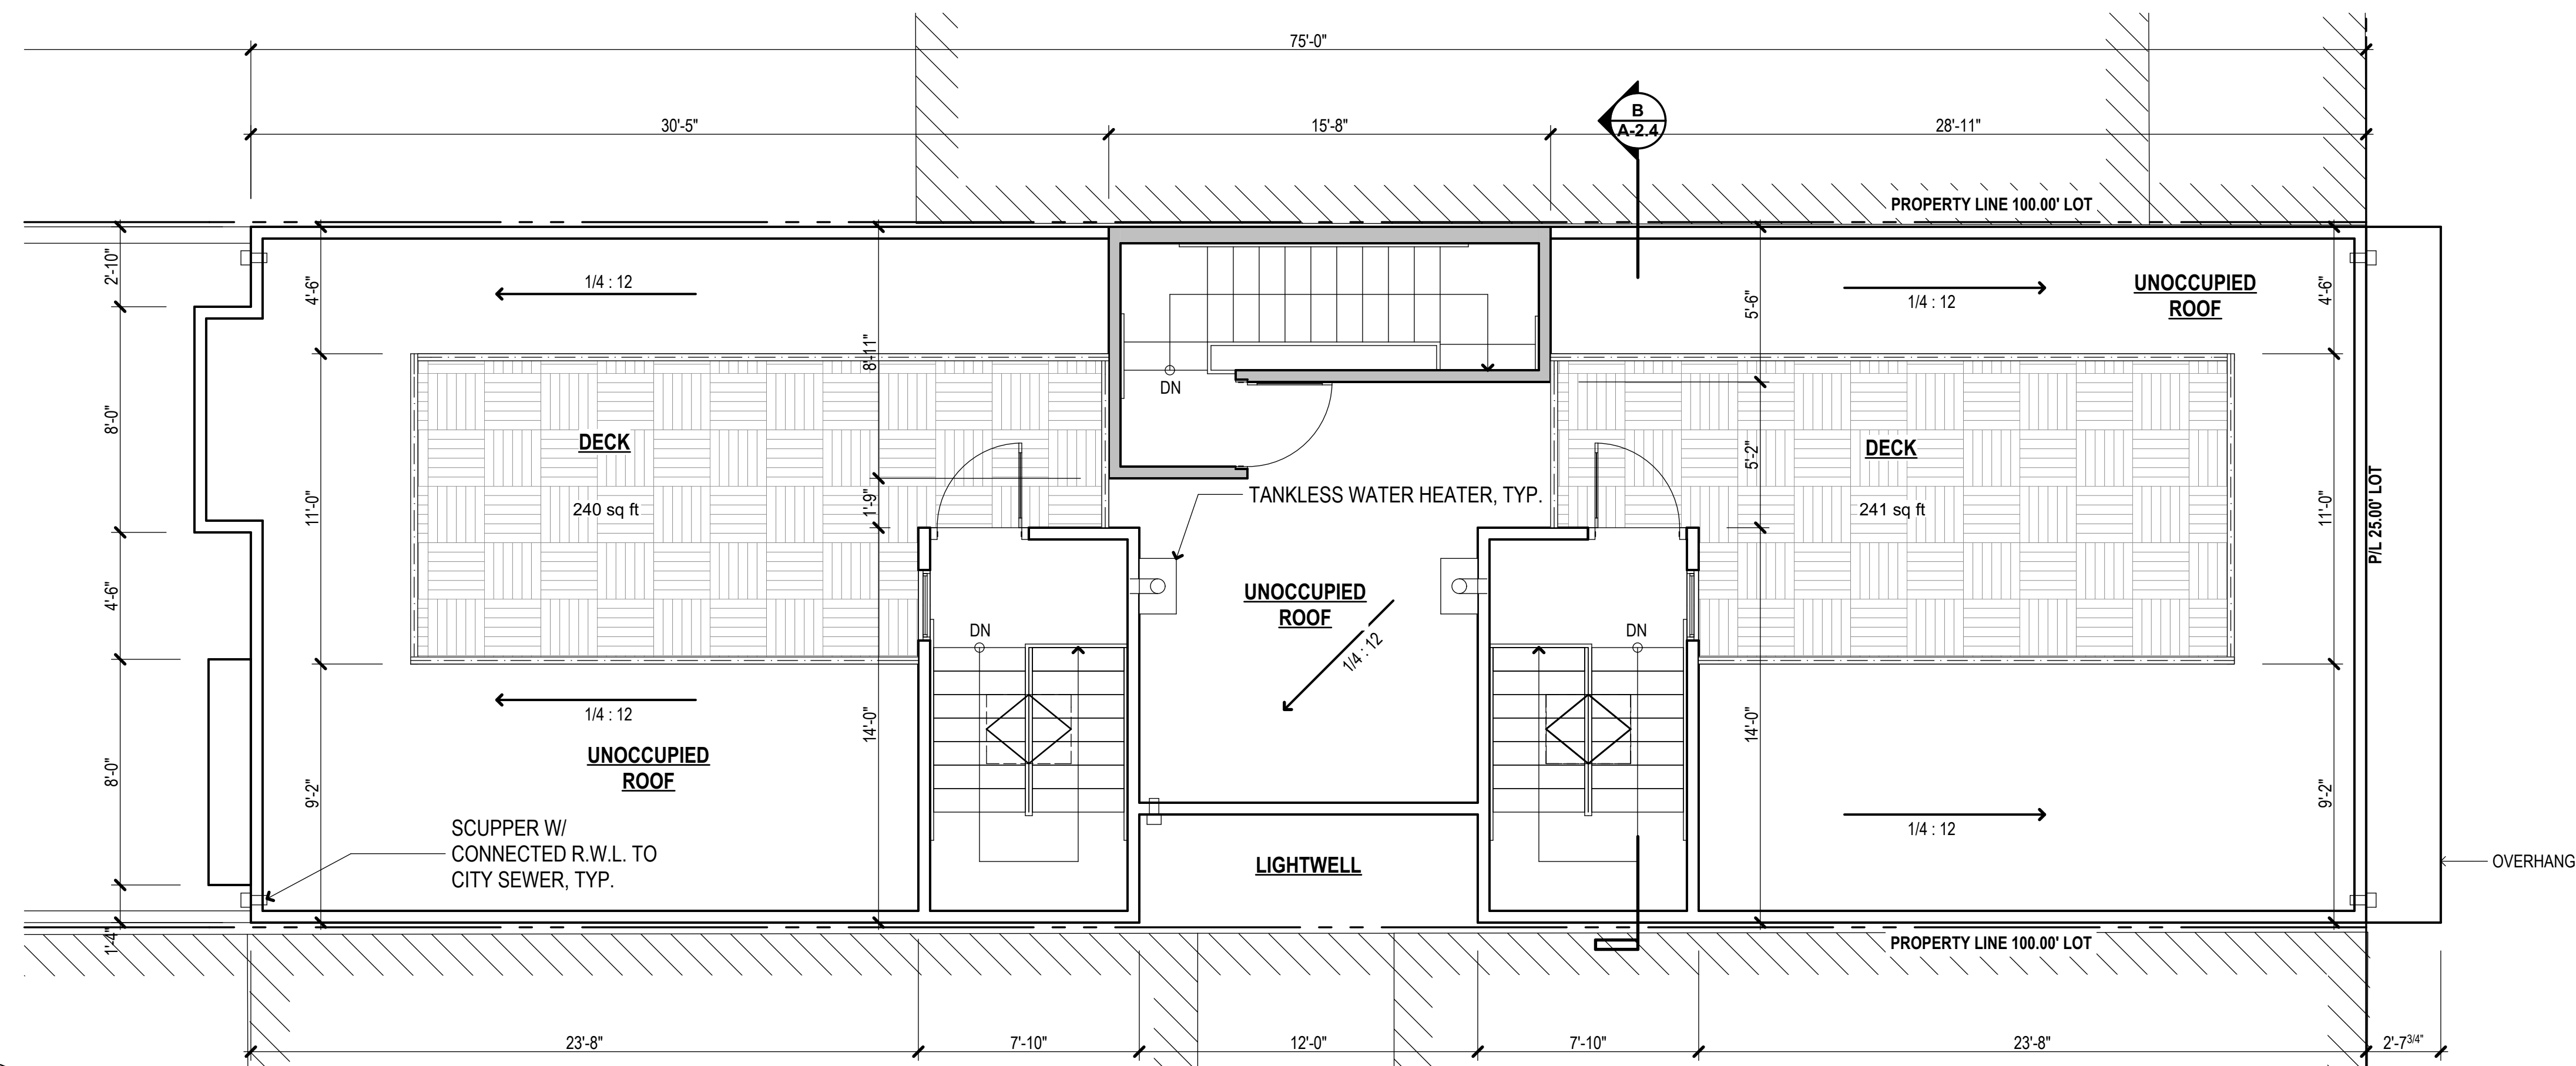 75'-0"
30'-5"
15'-8"
B
A-2.4
28'-11"
PROPERTY LINE 100.00' LOT
2'-10"
4'-6"
1/4 : 12
8'-11"
5'-6"
1/4 : 12
UNOCCUPIED
ROOF
4'-6"
DN
8'-0"
DECK
DECK
5'-2"
11'-0"
240 sq ft
1'-9"
TANKLESS WATER HEATER, TYP.
241 sq ft
11'-0"
P/L 25.00' LOT
4'-6"
UNOCCUPIED
ROOF
DN
DN
1/4 : 12
1/4 : 12
14'-0"
14'-0"
UNOCCUPIED
ROOF
8'-0"
9'-2"
9'-2"
SCUPPER W/
CONNECTED R.W.L. TO
CITY SEWER, TYP.
1/4 : 12
LIGHTWELL
OVERHANG
1'-4"
PROPERTY LINE 100.00' LOT
23'-8"
7'-10"
12'-0"
7'-10"
23'-8"
2'-7 3/4"